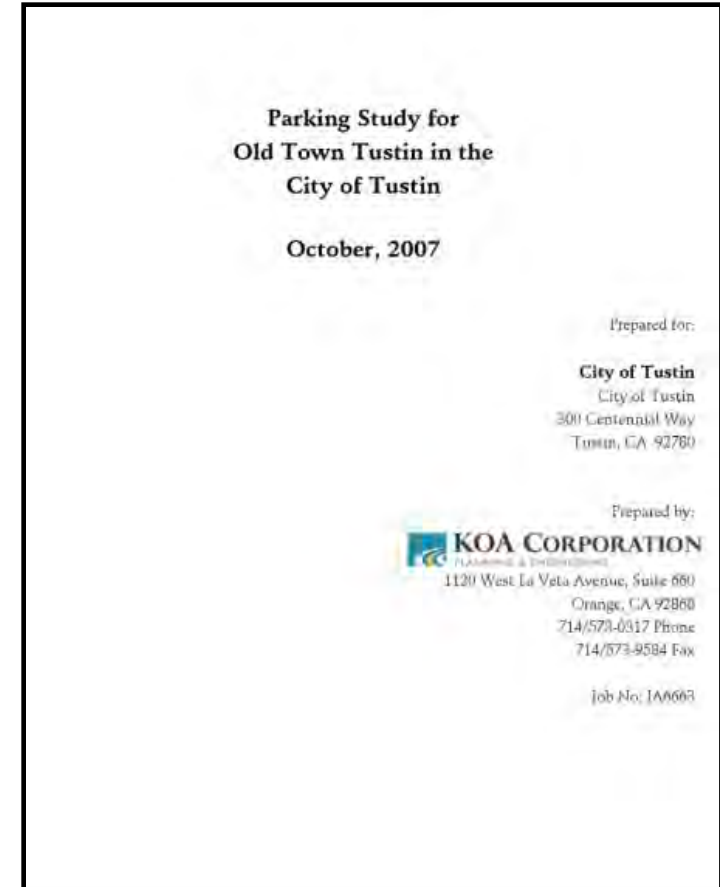 Parking Study for
Old Town Tustin in the
City of Tustin
October, 2007
Prepared for:
City of Tustin
City of Tustin
300 Centennial Way
Tustin, CA 92780
Prepared by:
KOA CORPORATION
PLANNING & ENGINEERING
1120 West La Veta Avenue, Suite 660
Orange, CA 92868
714/573-0317 Phone
714/573-9584 Fax
Job No: